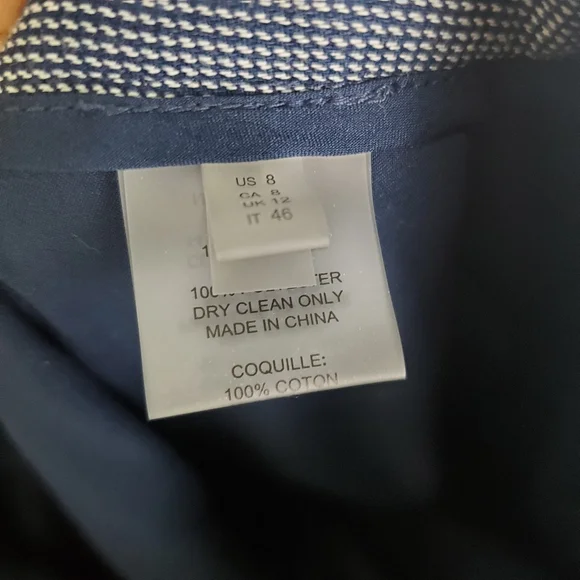 US 8
CA 8
UK 12
IT 46
DRY CLEAN ONLY
MADE IN CHINA
COQUILLE:
100% COTON